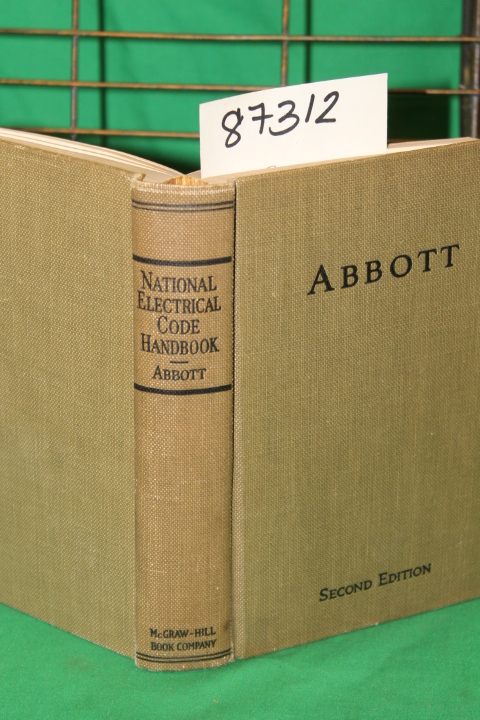 87312
NATIONAL
ELECTRICAL
CODE
HANDBOOK
ABBOTT
MCGRAW-HILL
BOOK COMPANY
ABBOTT
SECOND EDITION